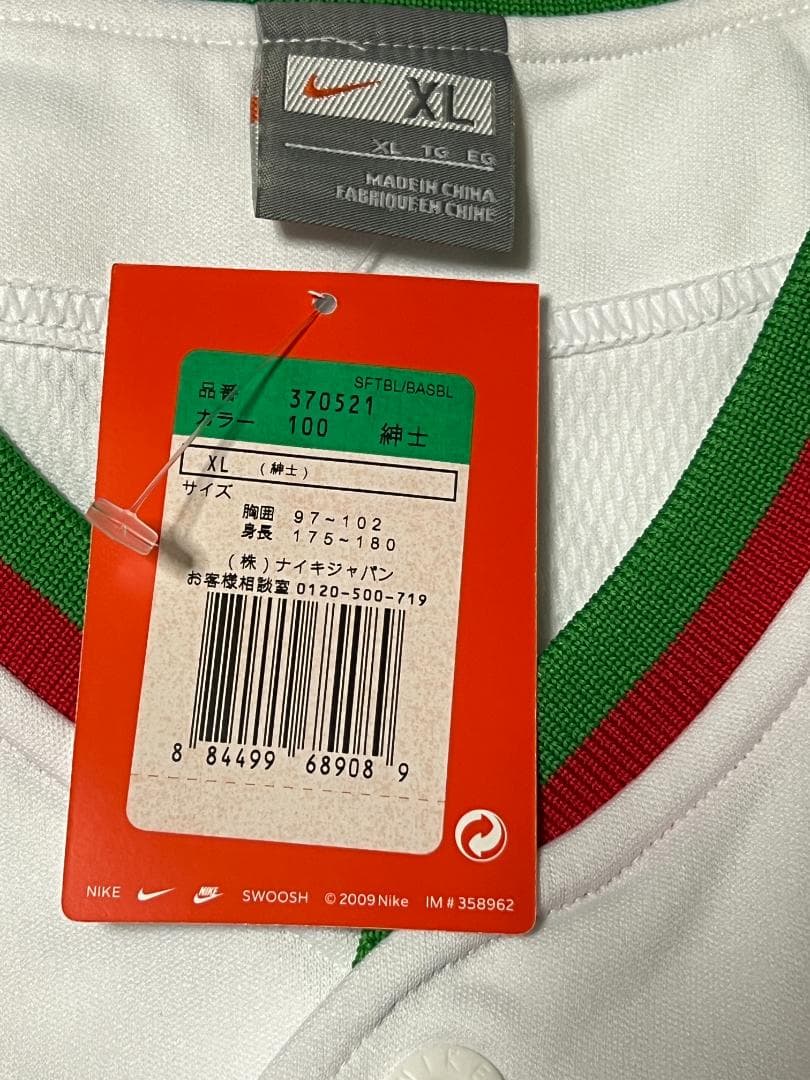 XL
XL TG EG
MADE IN CHINA
FABRIQUE EN CHINE
SFTBL/BASBL
品番 370521
カラー 100 紳士
XL (紳士)
サイズ
胸囲 97~102
身長 175~180
(株)ナイキジャパン
お客様相談室 0120-500-719
8 84499 68908 9
NIKE NIKE SWOOSH ©2009 Nike IM # 358962